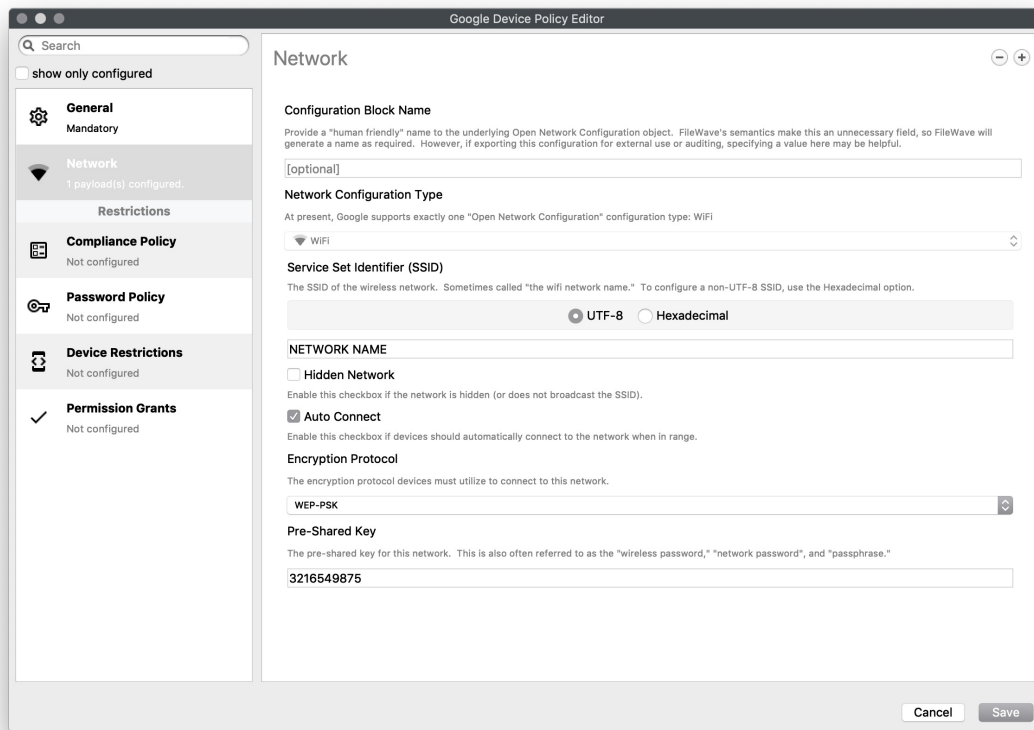 Google Device Policy Editor
Search
show only configured
General
Mandatory
Network
1 payload(s) configured.
Restrictions
Compliance Policy
Not configured
Password Policy
Not configured
Device Restrictions
Not configured
Permission Grants
Not configured
Network
Configuration Block Name
Provide a "human friendly" name to the underlying Open Network Configuration object. FileWave's semantics make this an unnecessary field, so FileWave will
generate a name as required. However, if exporting this configuration for external use or auditing, specifying a value here may be helpful.
[optional]
Network Configuration Type
At present, Google supports exactly one "Open Network Configuration" configuration type: WiFi
WiFi
Service Set Identifier (SSID)
The SSID of the wireless network. Sometimes called "the wifi network name." To configure a non-UTF-8 SSID, use the Hexadecimal option.
UTF-8 Hexadecimal
NETWORK NAME
Hidden Network
Enable this checkbox if the network is hidden (or does not broadcast the SSID).
Auto Connect
Enable this checkbox if devices should automatically connect to the network when in range.
Encryption Protocol
The encryption protocol devices must utilize to connect to this network.
WEP-PSK
Pre-Shared Key
The pre-shared key for this network. This is also often referred to as the "wireless password," "network password", and "passphrase."
3216549875
Cancel Save